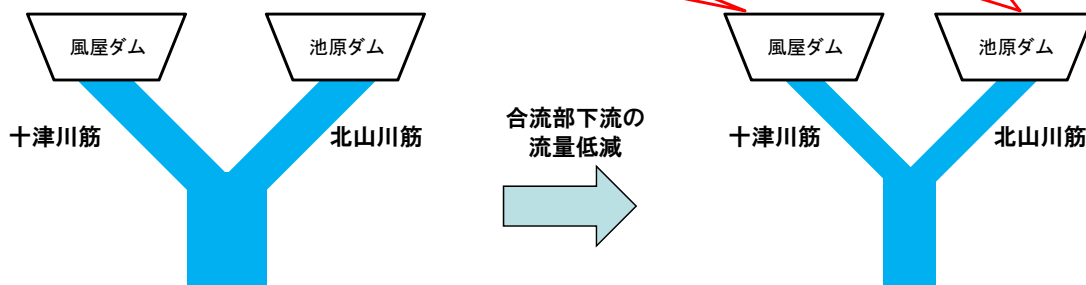 風屋ダム
池原ダム
十津川筋
北山川筋
合流部下流の
流量低減
風屋ダム
池原ダム
十津川筋
北山川筋